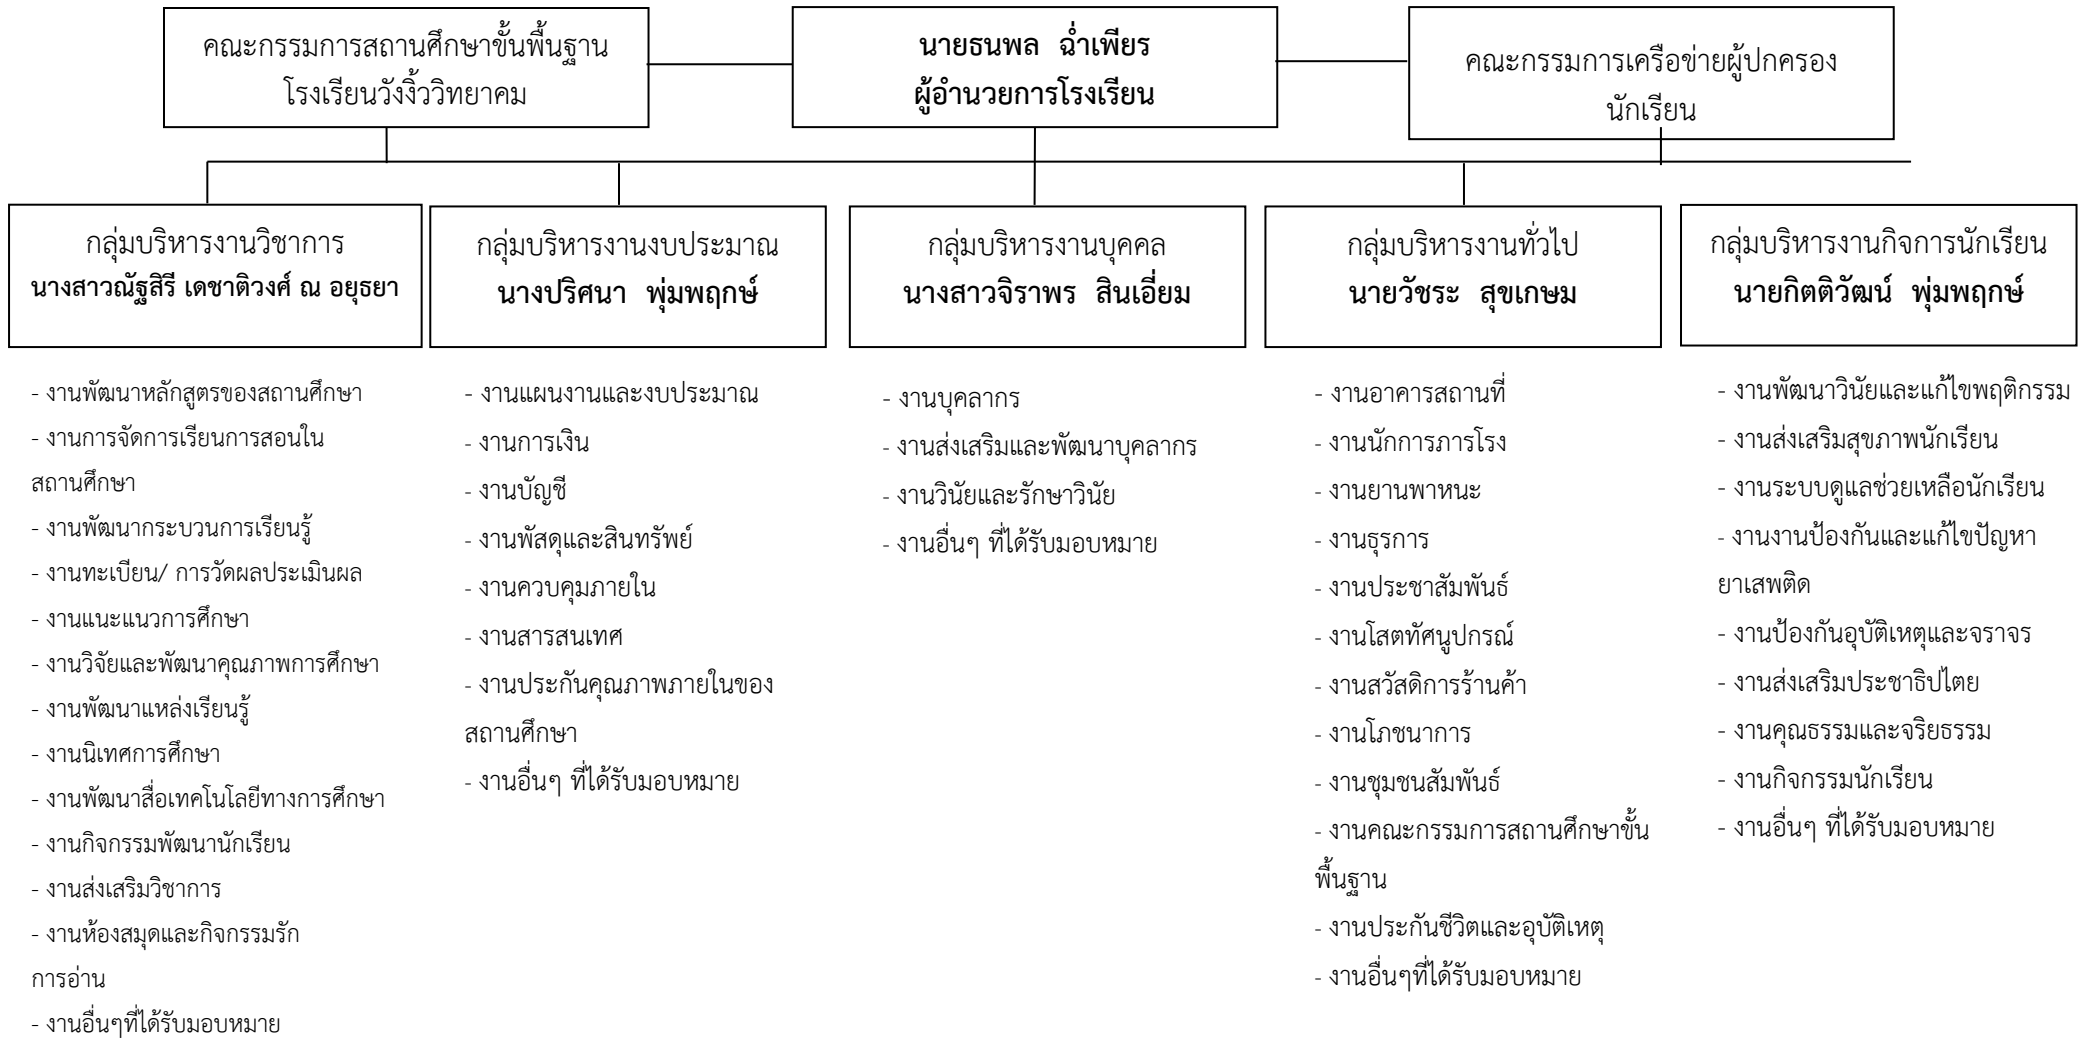 คณะกรรมการสถานศึกษาขั้นพื้นฐาน
โรงเรียนวังงิ้ววิทยาคม
นายธนพล ฉ่ำเพียร
ผู้อำนวยการโรงเรียน
คณะกรรมการเครือข่ายผู้ปกครอง
นักเรียน
กลุ่มบริหารงานวิชาการ
นางสาวณัฐสิรี เดชาติวงศ์ ณ อยุธยา
- งานพัฒนาหลักสูตรของสถานศึกษา
- งานการจัดการเรียนการสอนใน
สถานศึกษา
- งานพัฒนากระบวนการเรียนรู้
- งานทะเบียน/ การวัดผลประเมินผล
- งานแนะแนวการศึกษา
- งานวิจัยและพัฒนาคุณภาพการศึกษา
- งานพัฒนาแหล่งเรียนรู้
- งานนิเทศการศึกษา
- งานพัฒนาสื่อเทคโนโลยีทางการศึกษา
- งานกิจกรรมพัฒนานักเรียน
- งานส่งเสริมวิชาการ
- งานห้องสมุดและกิจกรรมรัก
การอ่าน
- งานอื่นๆที่ได้รับมอบหมาย
กลุ่มบริหารงานงบประมาณ
นางปริศนา พุ่มพฤกษ์
- งานแผนงานและงบประมาณ
- งานการเงิน
- งานบัญชี
- งานพัสดุและสินทรัพย์
- งานควบคุมภายใน
- งานสารสนเทศ
- งานประกันคุณภาพภายในของ
สถานศึกษา
- งานอื่นๆ ที่ได้รับมอบหมาย
กลุ่มบริหารงานบุคคล
นางสาวจิราพร สินเอี่ยม
- งานบุคลากร
- งานส่งเสริมและพัฒนาบุคลากร
- งานวินัยและรักษาวินัย
- งานอื่นๆ ที่ได้รับมอบหมาย
กลุ่มบริหารงานทั่วไป
นายวัชระ สุขเกษม
- งานอาคารสถานที่
- งานนักการภารโรง
- งานยานพาหนะ
- งานธุรการ
- งานประชาสัมพันธ์
- งานโสตทัศนูปกรณ์
- งานสวัสดิการร้านค้า
- งานโภชนาการ
- งานชุมชนสัมพันธ์
- งานคณะกรรมการสถานศึกษาขั้น
พื้นฐาน
- งานประกันชีวิตและอุบัติเหตุ
- งานอื่นๆที่ได้รับมอบหมาย
กลุ่มบริหารงานกิจการนักเรียน
นายกิตติวัฒน์ พุ่มพฤกษ์
- งานพัฒนาวินัยและแก้ไขพฤติกรรม
- งานส่งเสริมสุขภาพนักเรียน
- งานระบบดูแลช่วยเหลือนักเรียน
- งานงานป้องกันและแก้ไขปัญหา
ยาเสพติด
- งานป้องกันอุบัติเหตุและจราจร
- งานส่งเสริมประชาธิปไตย
- งานคุณธรรมและจริยธรรม
- งานกิจกรรมนักเรียน
- งานอื่นๆ ที่ได้รับมอบหมาย